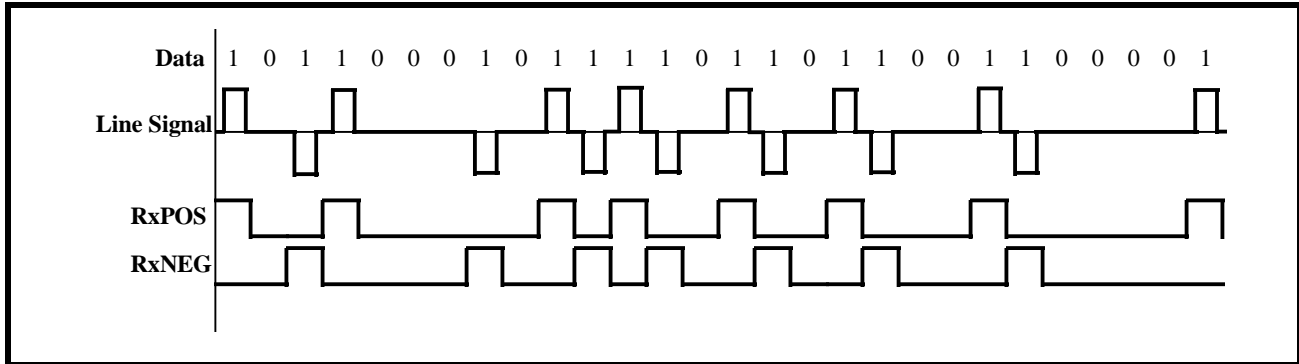 Data 1 0 1 1 0 0 0 1 0 1 1 1 1 0 1 1 0 1 1 0 0 1 1 0 0 0 0 1
Line Signal
RxPOS
RxNEG